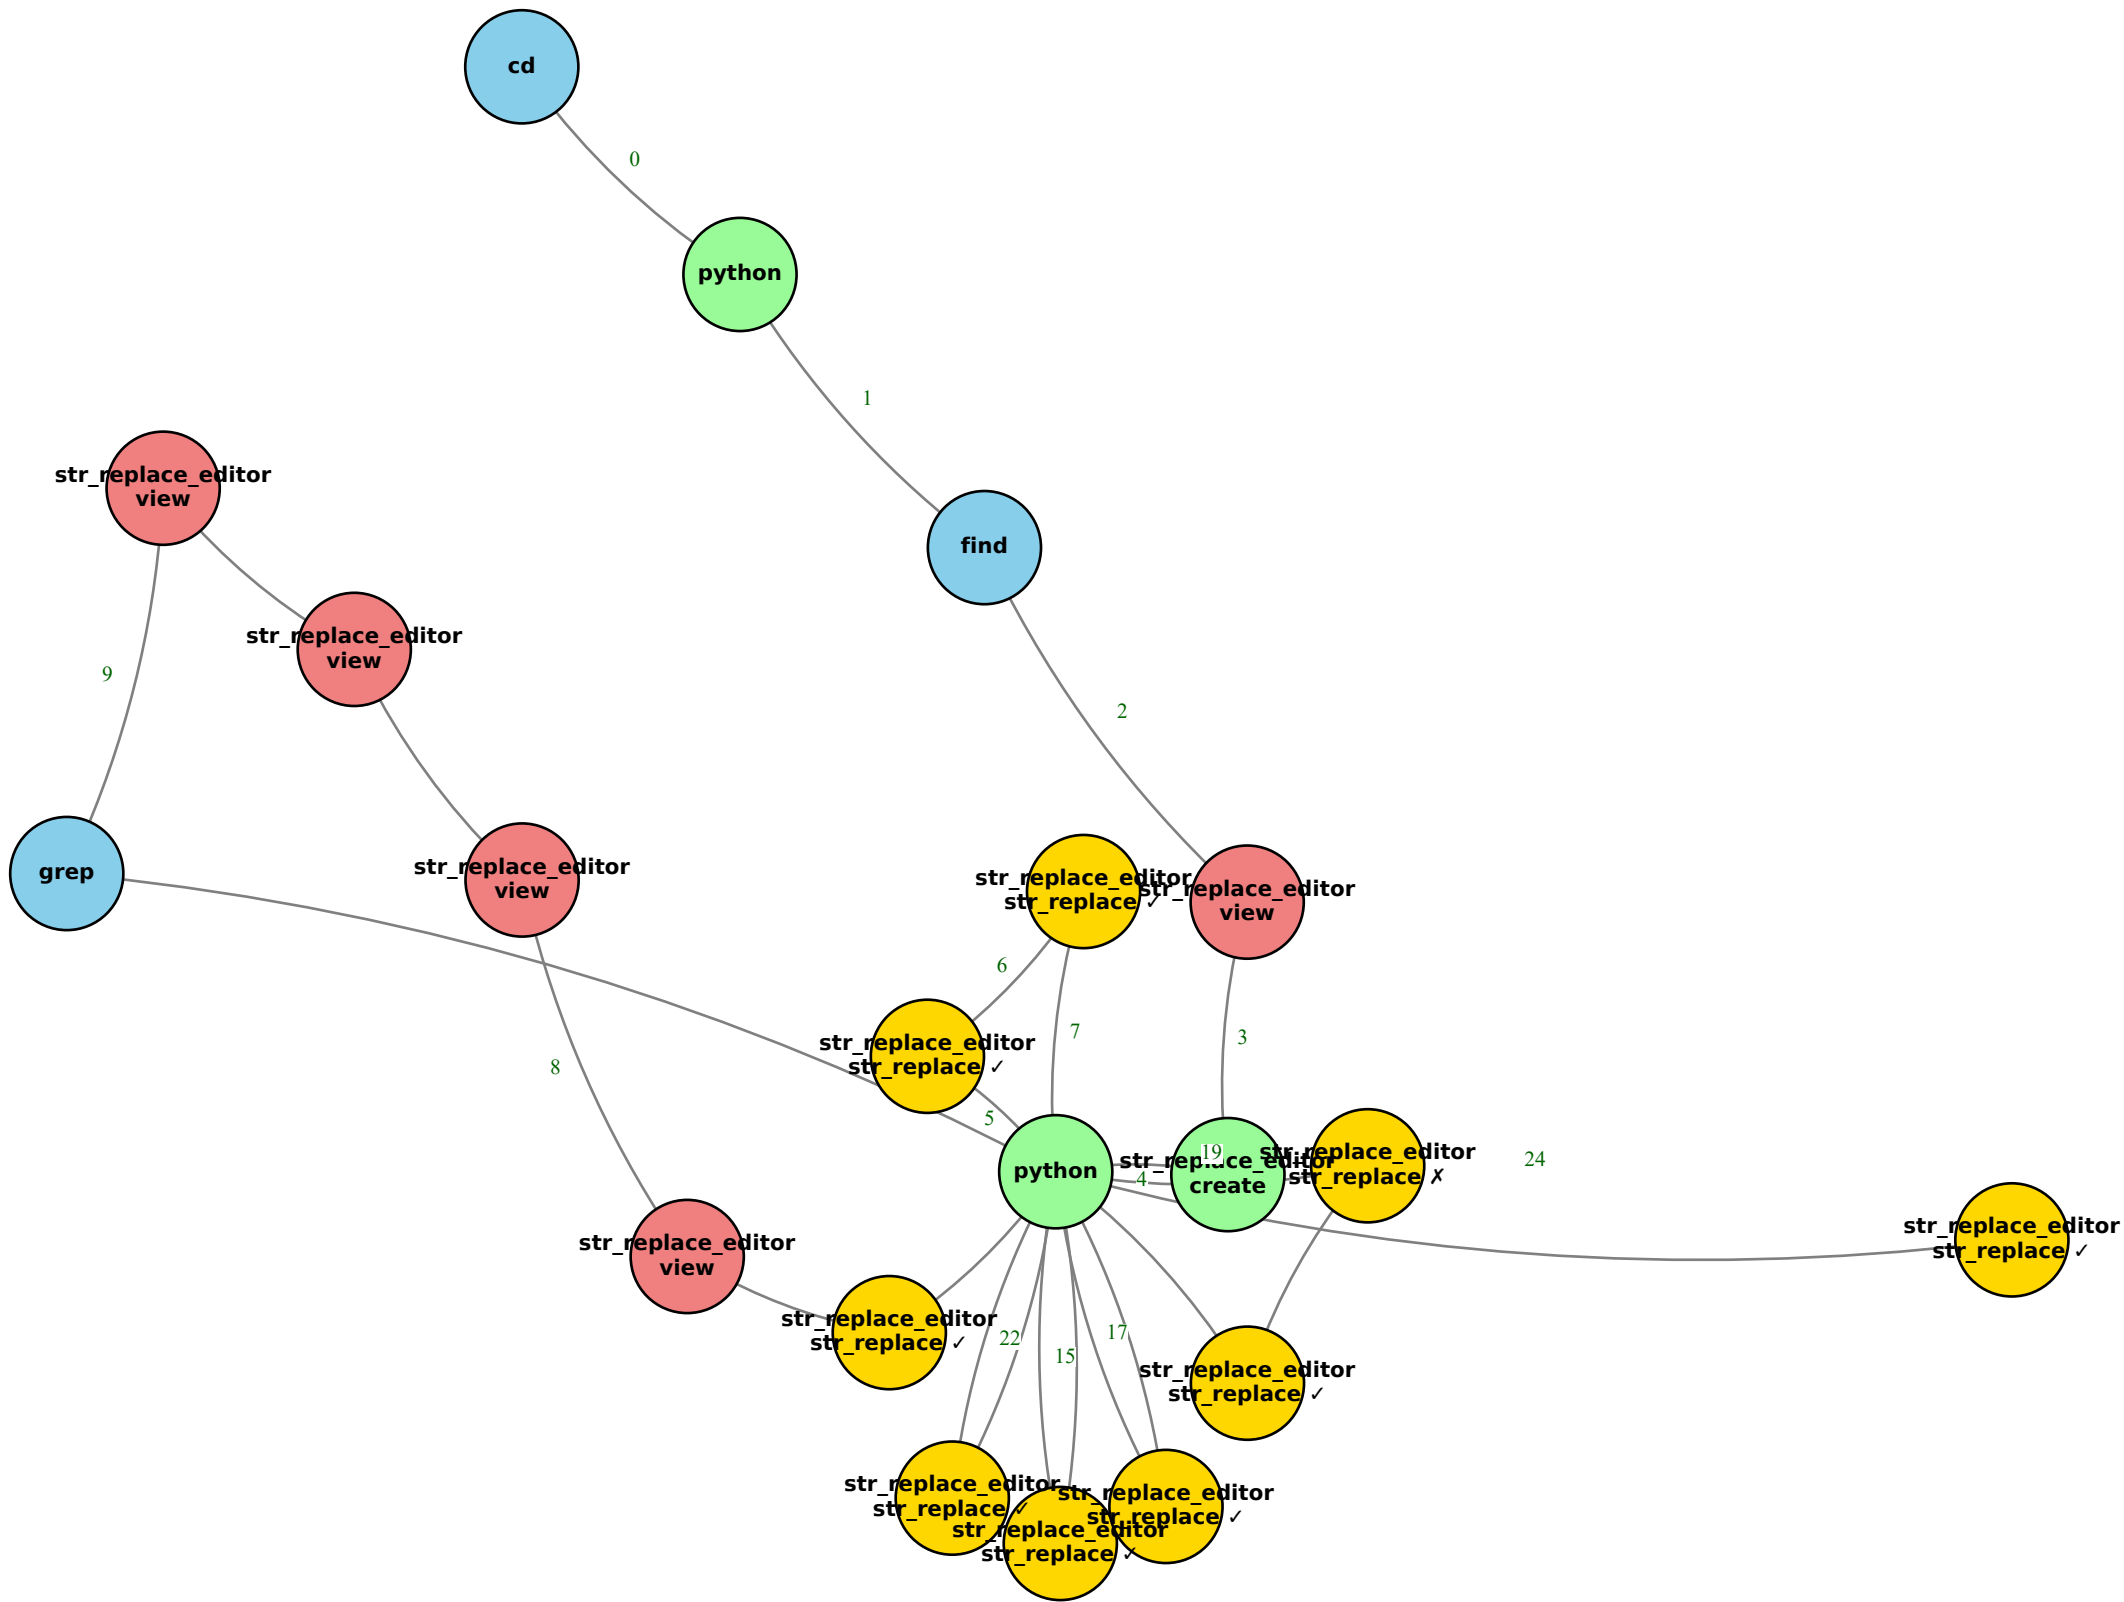 cd
0
python
1
str_replace_editor
view
find
str_replace_editor
view
9
2
str_replace_editor
view
grep
str_replace_editor
str_replace ✓
str_replace_editor
view
6
7
3
str_replace_editor
str_replace ✓
8
5
python
4
19
str_replace_editor
create
str_replace_editor
str_replace ✗
24
str_replace_editor
str_replace ✓
str_replace_editor
view
str_replace_editor
str_replace ✓
22
15
17
str_replace_editor
str_replace ✓
str_replace_editor
str_replace ✓
str_replace_editor
str_replace ✓
str_replace_editor
str_replace ✓